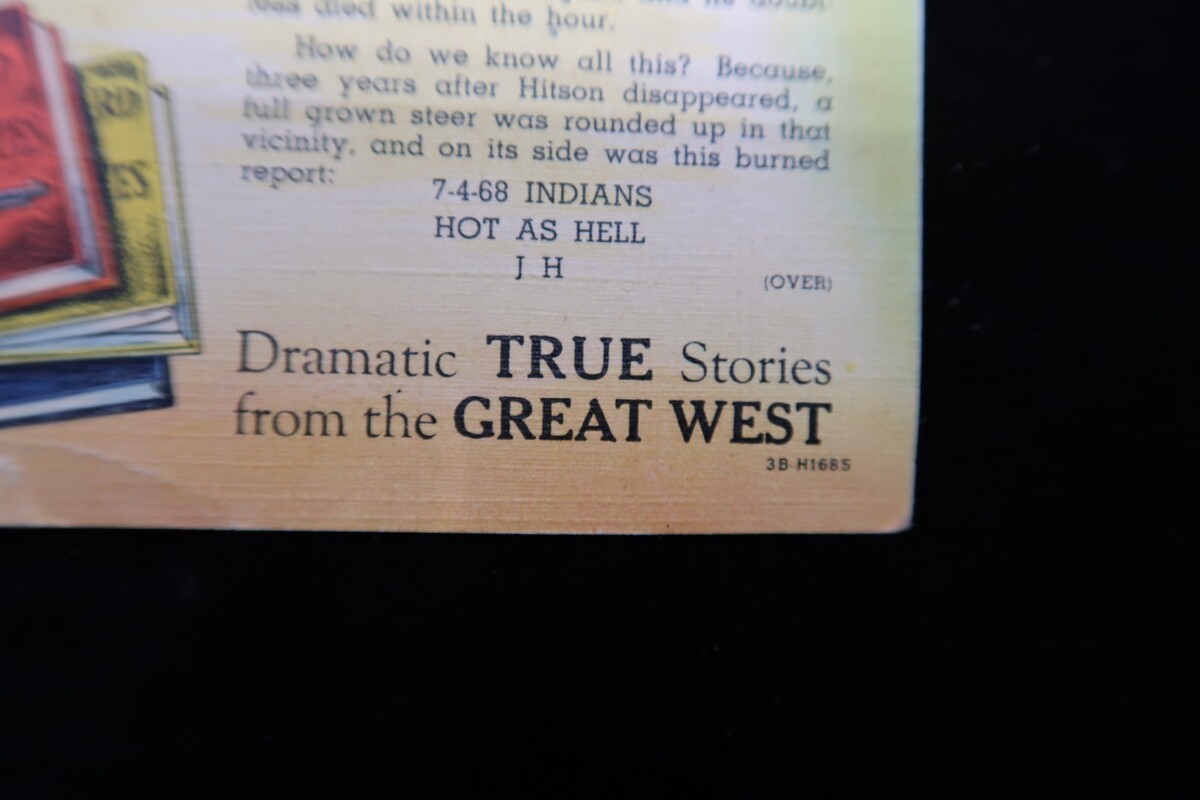 less died within the hour.
How do we know all this? Because,
three years after Hitson disappeared, a
full grown steer was rounded up in that
vicinity, and on its side was this burned
report:
7-4-68 INDIANS
HOT AS HELL
J H
(OVER)
Dramatic TRUE Stories
from the GREAT WEST
3B-H1685
RD
ES